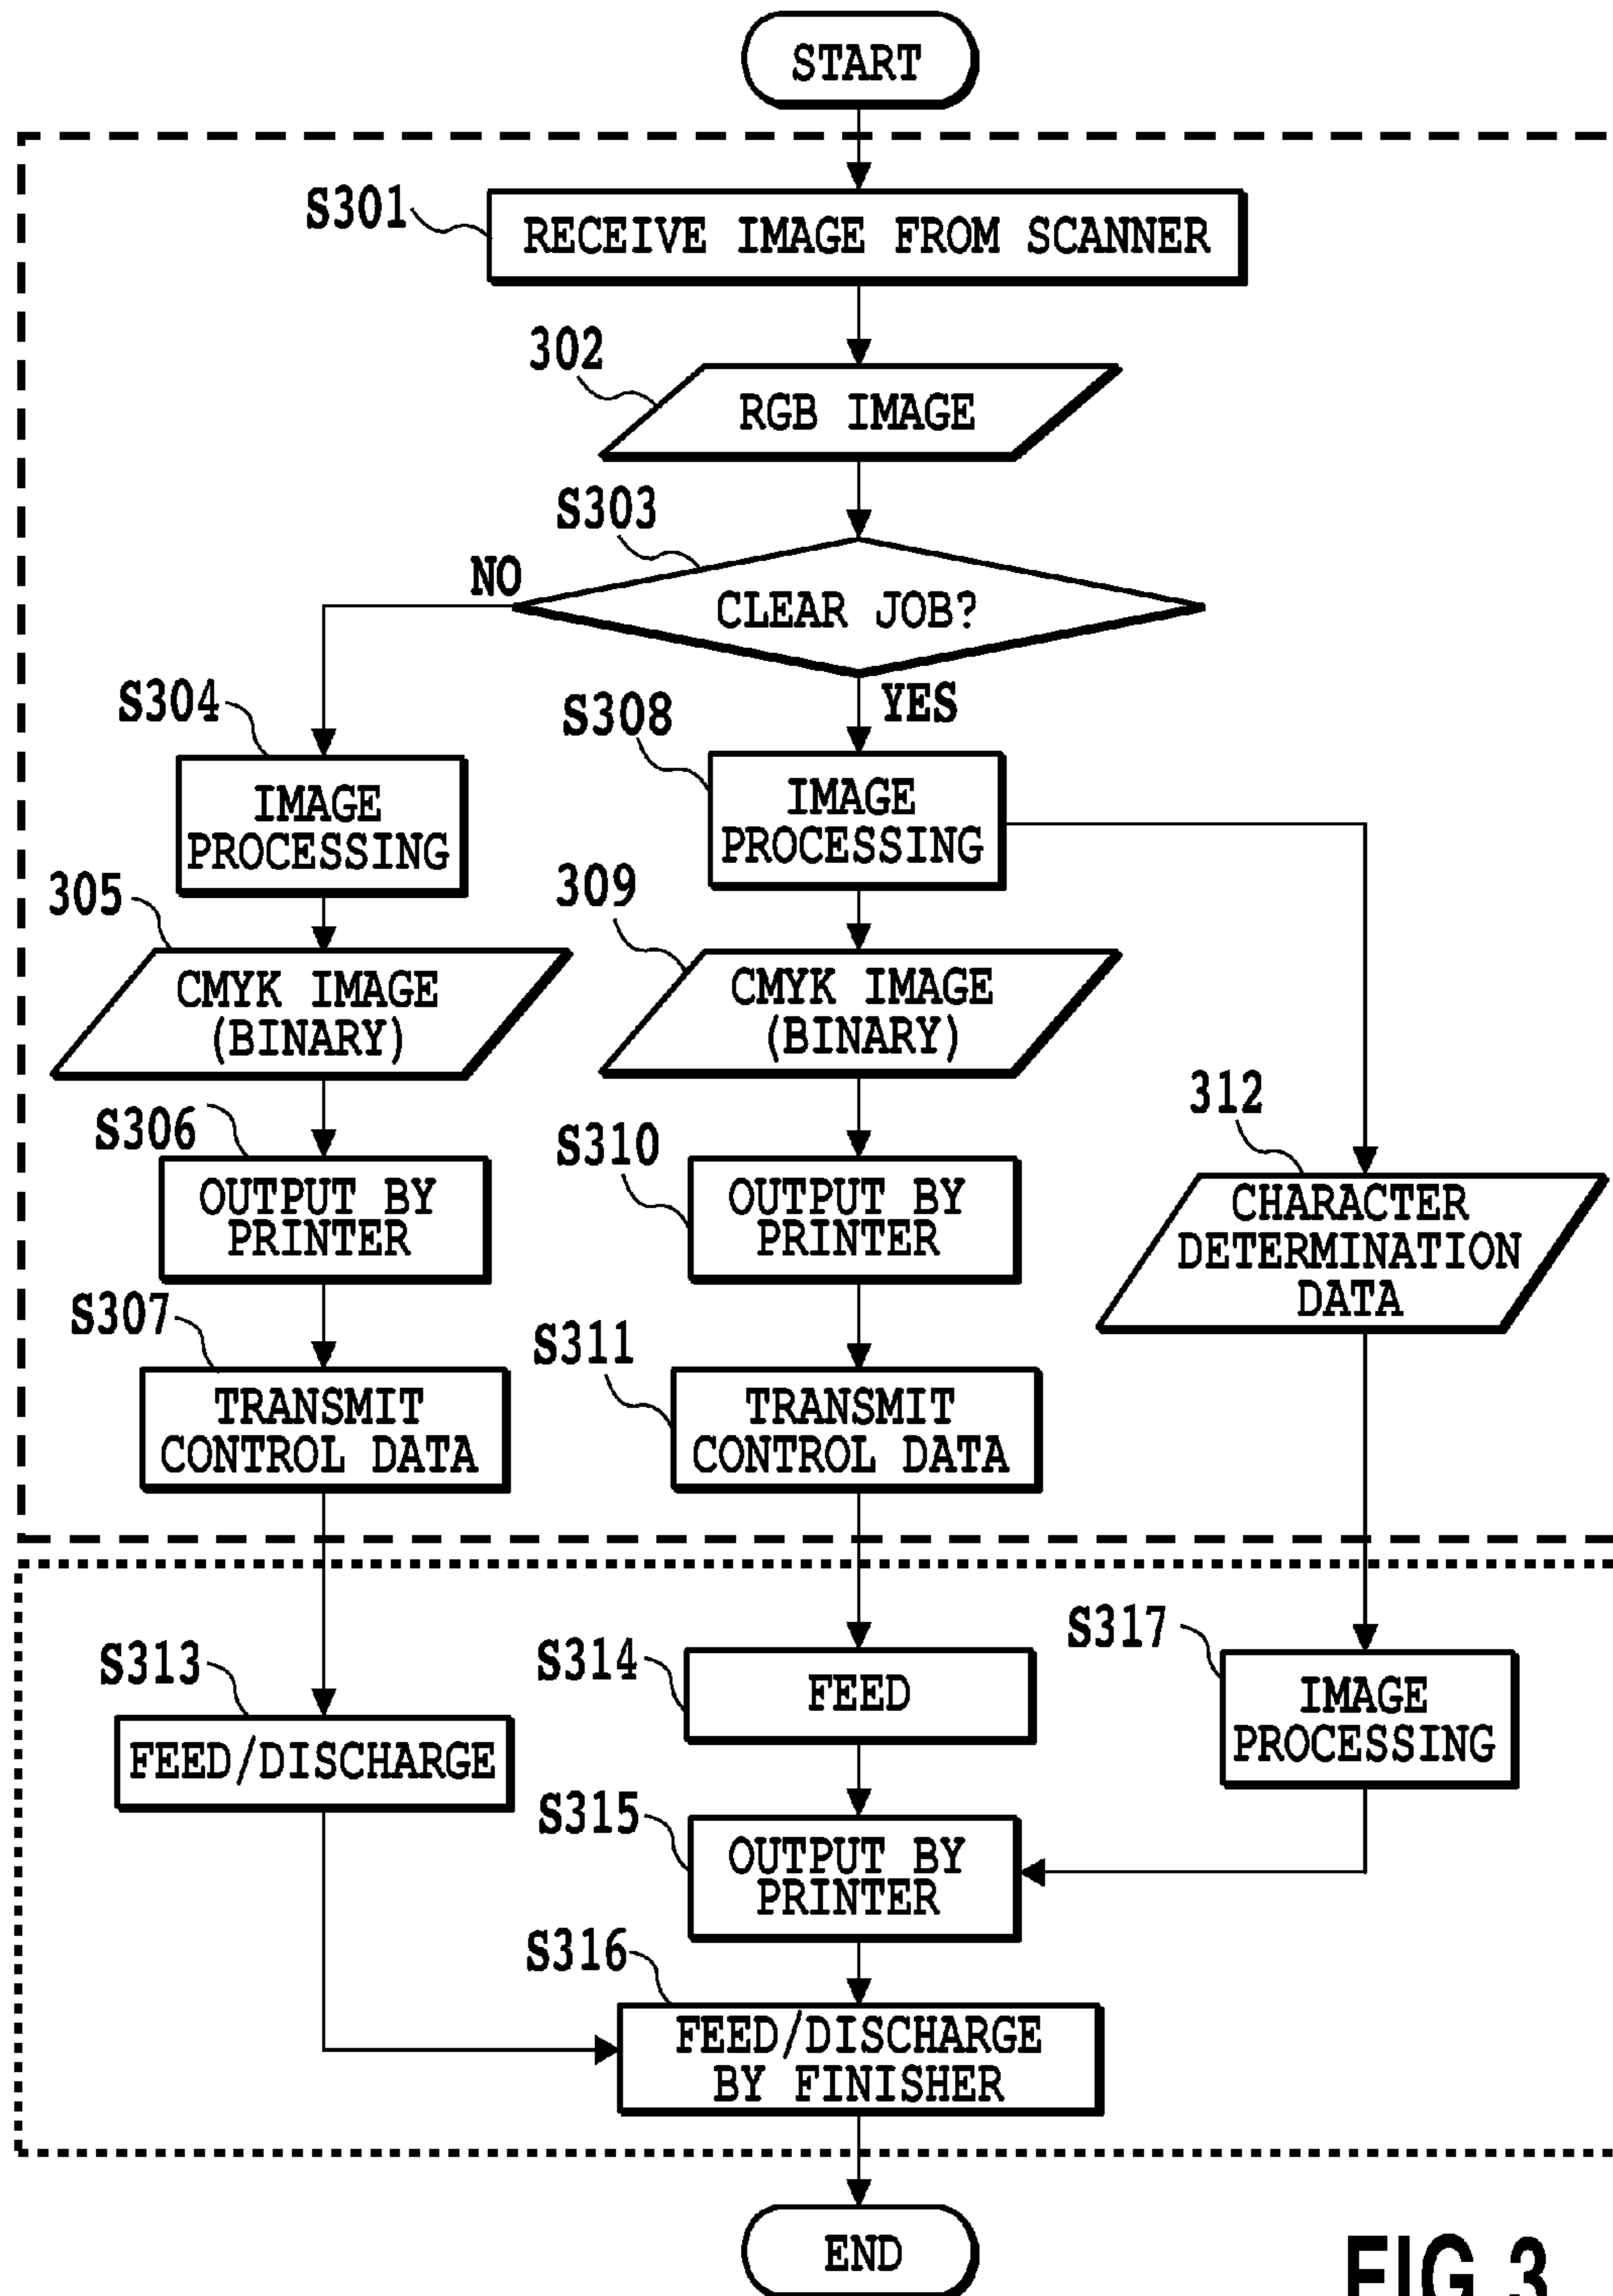 START
S301
RECEIVE IMAGE FROM SCANNER
302
RGB IMAGE
S303
NO
CLEAR JOB?
YES
S304
IMAGE
PROCESSING
S308
IMAGE
PROCESSING
305
CMYK IMAGE
(BINARY)
309
CMYK IMAGE
(BINARY)
S306
OUTPUT BY
PRINTER
S310
OUTPUT BY
PRINTER
312
CHARACTER
DETERMINATION
DATA
S307
TRANSMIT
CONTROL DATA
S311
TRANSMIT
CONTROL DATA
S313
FEED/DISCHARGE
S314
FEED
S317
IMAGE
PROCESSING
S315
OUTPUT BY
PRINTER
S316
FEED/DISCHARGE
BY FINISHER
END
FIG.3